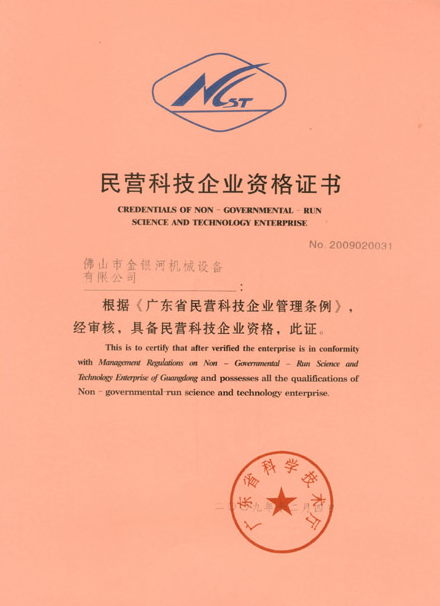 NCST
民营科技企业资格证书
CREDENTIALS OF NON - GOVERNMENTAL - RUN
SCIENCE AND TECHNOLOGY ENTERPRISE
No. 2009020031
佛山市金银河机械设备
有限公司
:
根据《广东省民营科技企业管理条例》,
经审核,具备民营科技企业资格,此证。
This is to certify that after verified the enterprise is in conformity
with Management Regulations on Non - Governmental - Run Science and
Technology Enterprise of Guangdong and possesses all the qualifications of
Non - governmental-run science and technology enterprise.
广东省科学技术厅